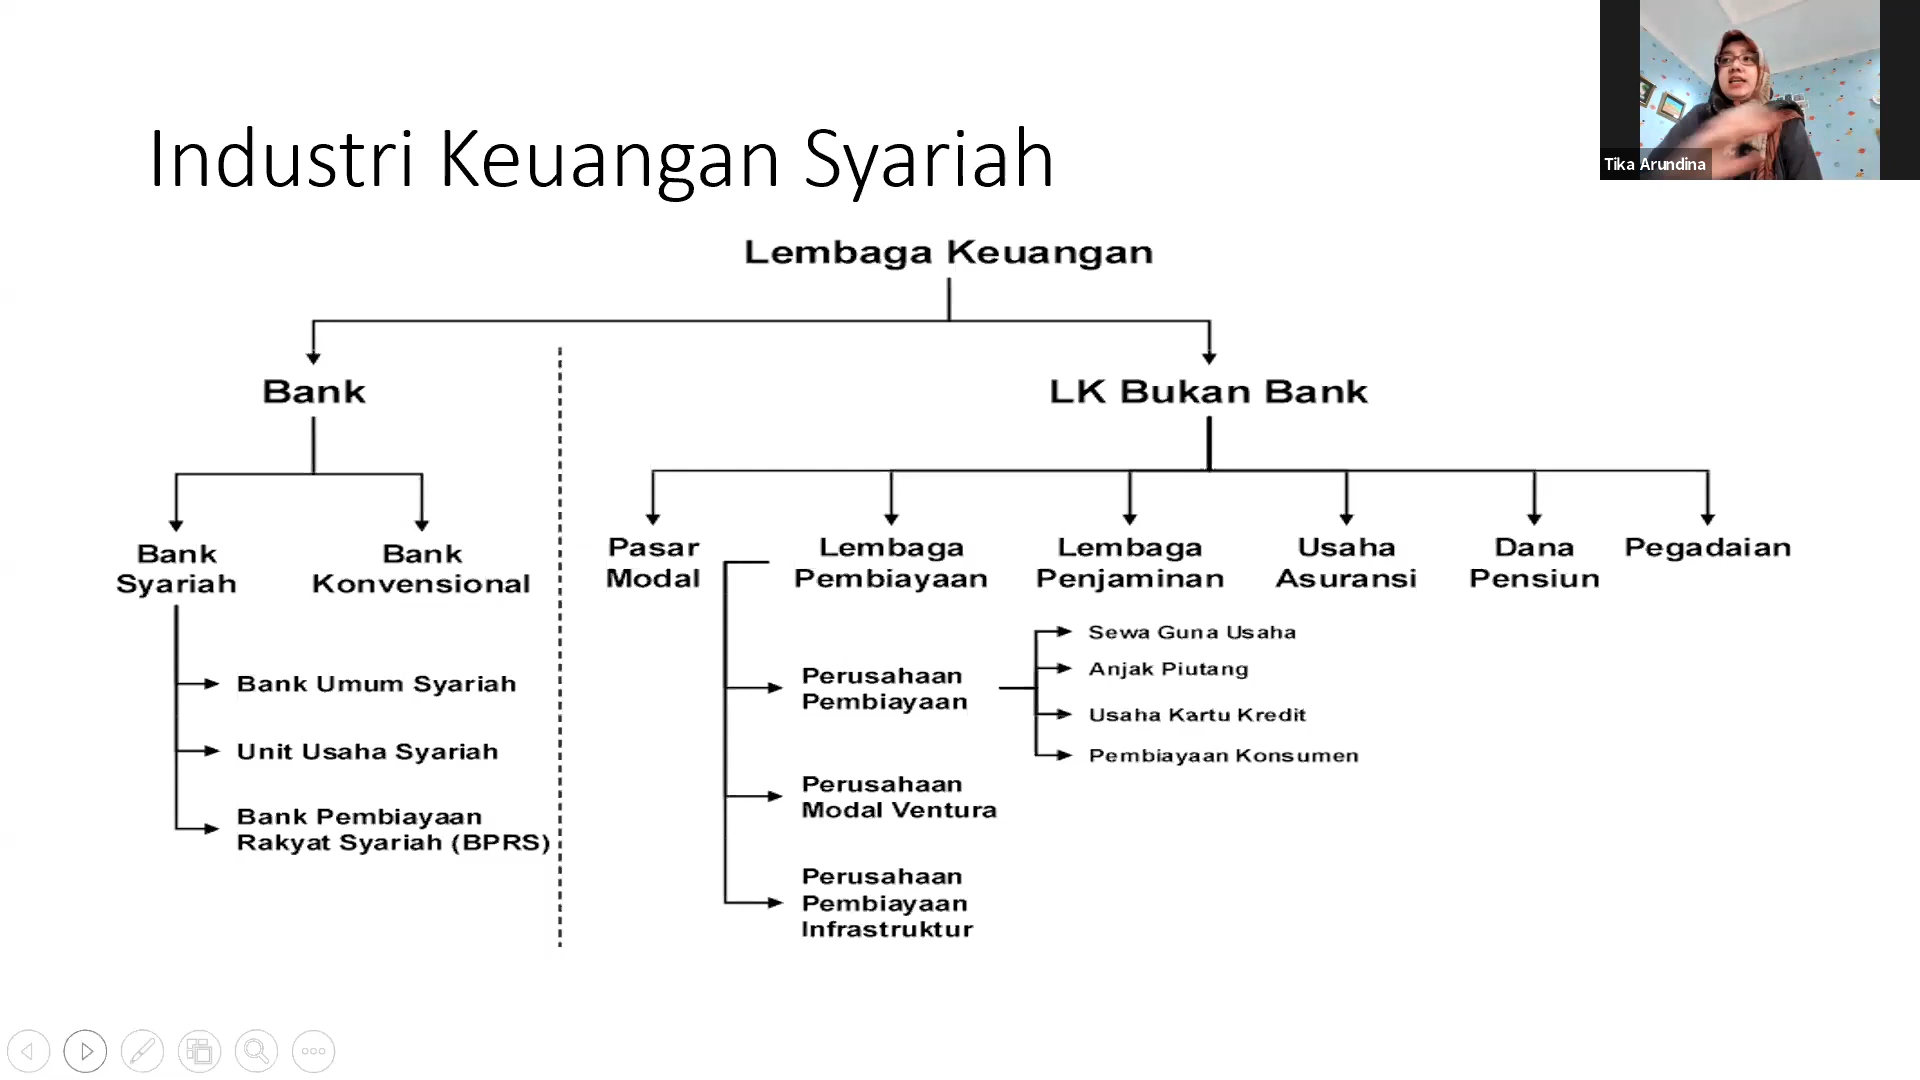 Tika Arundina
Industri Keuangan Syariah
Lembaga Keuangan
Bank
LK Bukan Bank
Bank
Syariah
Bank
Konvensional
Bank Umum Syariah
Unit Usaha Syariah
Bank Pembiayaan
Rakyat Syariah (BPRS)
Pasar
Modal
Lembaga
Pembiayaan
Lembaga
Penjaminan
Usaha
Asuransi
Dana
Pensiun
Pegadaian
Perusahaan
Pembiayaan
Sewa Guna Usaha
Anjak Piutang
Usaha Kartu Kredit
Pembiayaan Konsumen
Perusahaan
Modal Ventura
Perusahaan
Pembiayaan
Infrastruktur